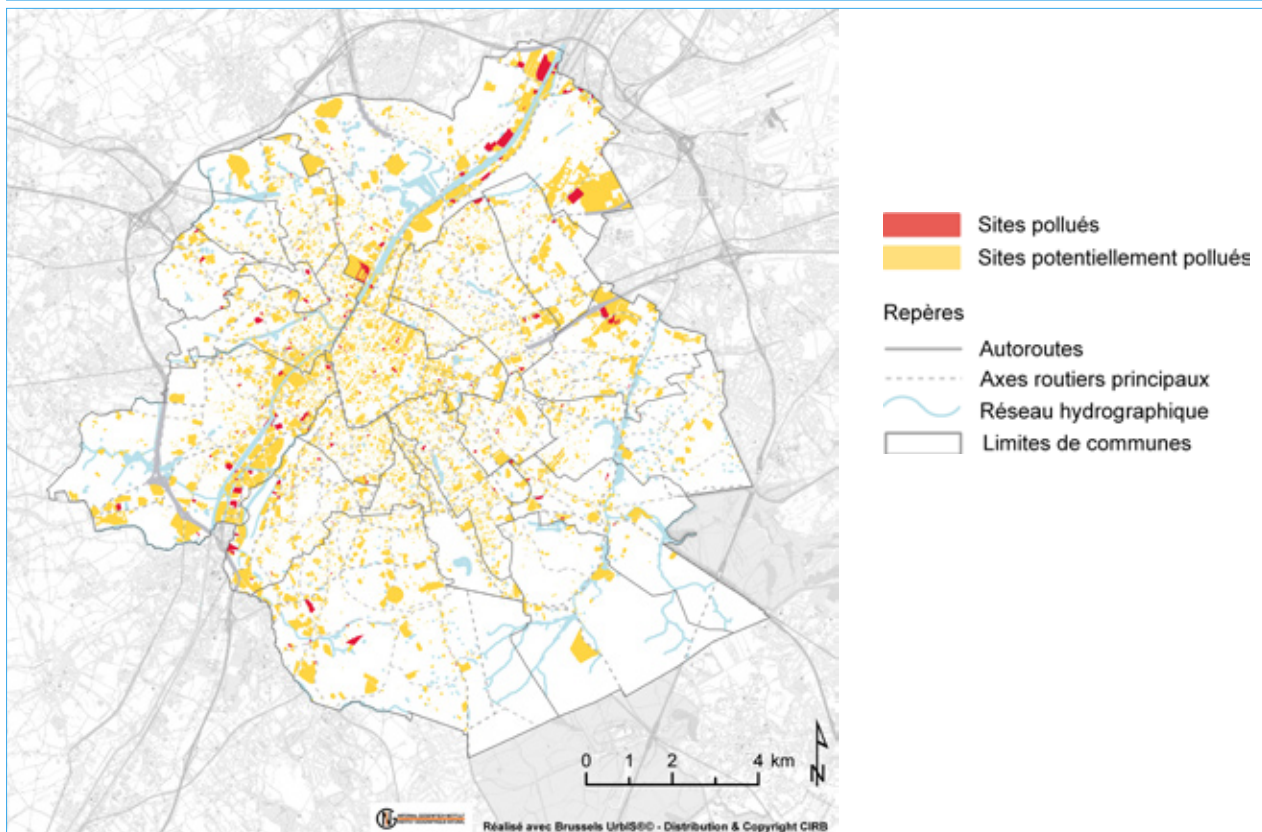 Sites pollués
Sites potentiellement pollués
Repères
Autoroutes
Axes routiers principaux
Réseau hydrographique
Limites de communes
0 1 2 4 km
N
Réalisé avec Brussels UrbIS®© - Distribution & Copyright CIRB